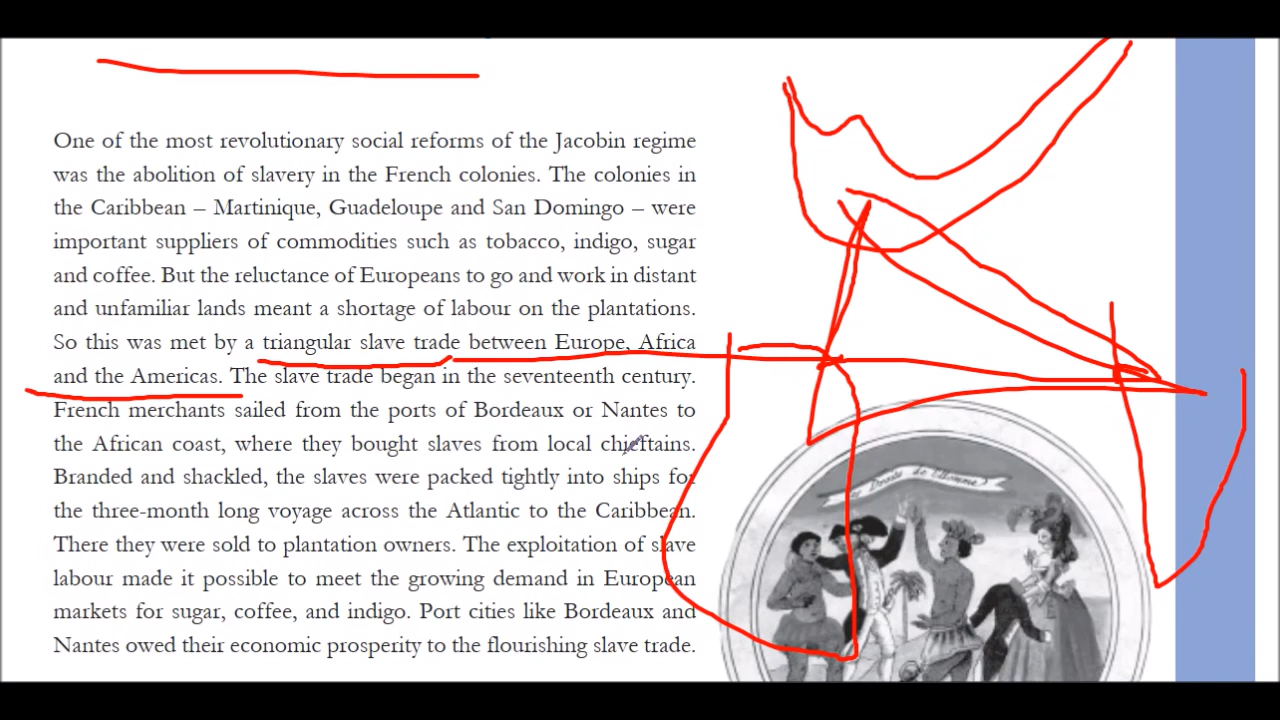 One of the most revolutionary social reforms of the Jacobin regime
was the abolition of slavery in the French colonies. The colonies in
the Caribbean – Martinique, Guadeloupe and San Domingo – were
important suppliers of commodities such as tobacco, indigo, sugar
and coffee. But the reluctance of Europeans to go and work in distant
and unfamiliar lands meant a shortage of labour on the plantations.
So this was met by a triangular slave trade between Europe, Africa
and the Americas. The slave trade began in the seventeenth century.
French merchants sailed from the ports of Bordeaux or Nantes to
the African coast, where they bought slaves from local chieftains.
Branded and shackled, the slaves were packed tightly into ships for
the three-month long voyage across the Atlantic to the Caribbean.
There they were sold to plantation owners. The exploitation of slave
labour made it possible to meet the growing demand in European
markets for sugar, coffee, and indigo. Port cities like Bordeaux and
Nantes owed their economic prosperity to the flourishing slave trade.
Droits de l'homme